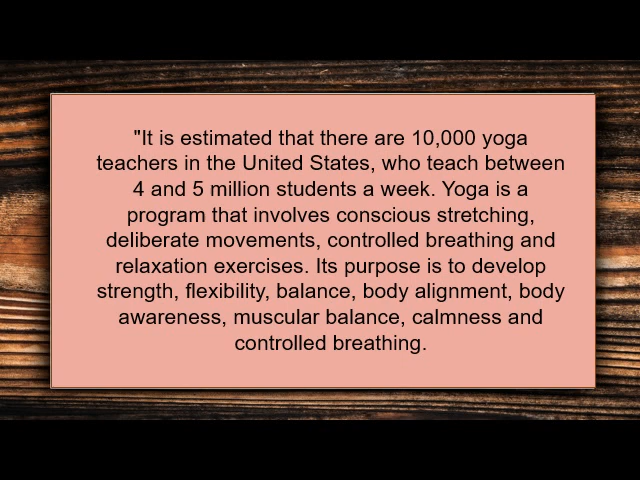 "It is estimated that there are 10,000 yoga
teachers in the United States, who teach between
4 and 5 million students a week. Yoga is a
program that involves conscious stretching,
deliberate movements, controlled breathing and
relaxation exercises. Its purpose is to develop
strength, flexibility, balance, body alignment, body
awareness, muscular balance, calmness and
controlled breathing.